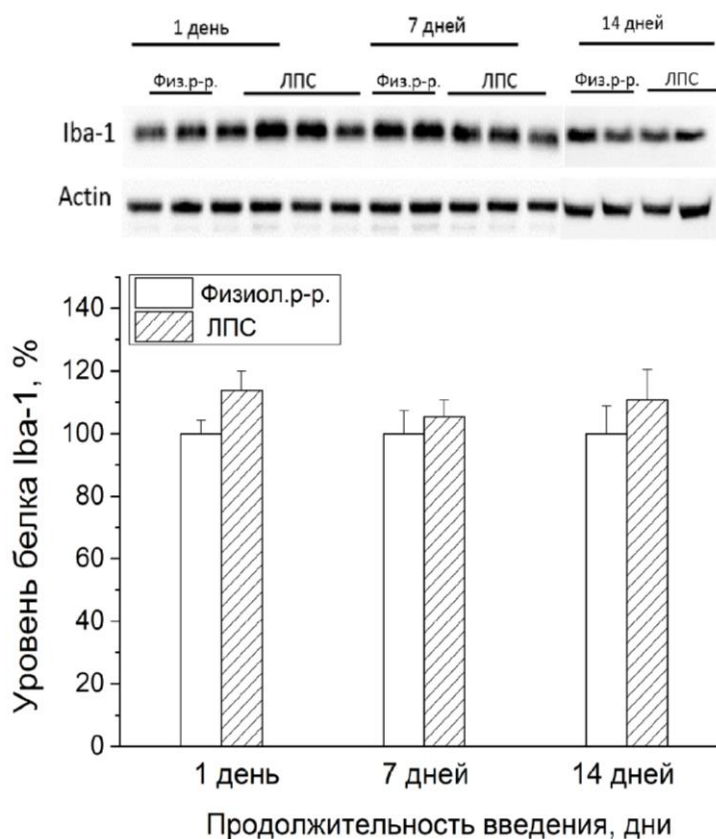 1 день 7 дней 14 дней
Физ.р-р. ЛПС Физ.р-р. ЛПС Физ.р-р. ЛПС
Iba-1
Actin
Физиол.р-р.
ЛПС
Уровень белка Iba-1, %
140
120
100
80
60
40
20
0
1 день 7 дней 14 дней
Продолжительность введения, дни